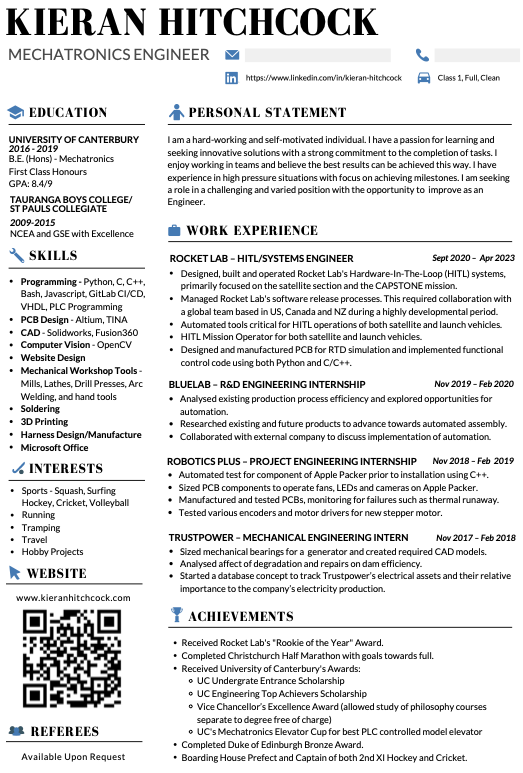 KIERAN HITCHCOCK
MECHATRONICS ENGINEER
https://www.linkedin.com/in/kieran-hitchcock
Class 1, Full, Clean
EDUCATION
UNIVERSITY OF CANTERBURY
2016 - 2019
B.E. (Hons) - Mechatronics
First Class Honours
GPA: 8.4/9
TAURANGA BOYS COLLEGE/
ST PAULS COLLEGIATE
2009-2015
NCEA and GSE with Excellence
SKILLS
• Programming - Python, C, C++,
Bash, Javascript, GitLab CI/CD,
VHDL, PLC Programming
• PCB Design - Altium, TINA
• CAD - Solidworks, Fusion360
• Computer Vision - OpenCV
• Website Design
• Mechanical Workshop Tools -
Mills, Lathes, Drill Presses, Arc
Welding, and hand tools
• Soldering
• 3D Printing
• Harness Design/Manufacture
• Microsoft Office
INTERESTS
• Sports - Squash, Surfing
Hockey, Cricket, Volleyball
• Running
• Tramping
• Travel
• Hobby Projects
WEBSITE
www.kieranhitchcock.com
REFEREES
Available Upon Request
PERSONAL STATEMENT
I am a hard-working and self-motivated individual. I have a passion for learning and
seeking innovative solutions with a strong commitment to the completion of tasks. I
enjoy working in teams and believe the best results can be achieved this way. I have
experience in high pressure situations with focus on achieving milestones. I am seeking
a role in a challenging and varied position with the opportunity to improve as an
Engineer.
WORK EXPERIENCE
ROCKET LAB – HITL/SYSTEMS ENGINEER Sept 2020 – Apr 2023
• Designed, built and operated Rocket Lab's Hardware-In-The-Loop (HITL) systems,
primarily focused on the satellite section and the CAPSTONE mission.
• Managed Rocket Lab's software release processes. This required collaboration with
a global team based in US, Canada and NZ during a highly developmental period.
• Automated tools critical for HITL operations of both satellite and launch vehicles.
• HITL Mission Operator for both satellite and launch vehicles.
• Designed and manufactured PCB for RTD simulation and implemented functional
control code using both Python and C/C++.
BLUELAB – R&D ENGINEERING INTERNSHIP Nov 2019 – Feb 2020
• Analysed existing production process efficiency and explored opportunities for
automation.
• Researched existing and future products to advance towards automated assembly.
• Collaborated with external company to discuss implementation of automation.
ROBOTICS PLUS – PROJECT ENGINEERING INTERNSHIP Nov 2018 – Feb 2019
• Automated test for component of Apple Packer prior to installation using C++.
• Sized PCB components to operate fans, LEDs and cameras on Apple Packer.
• Manufactured and tested PCBs, monitoring for failures such as thermal runaway.
• Tested various encoders and motor drivers for new stepper motor.
TRUSTPOWER – MECHANICAL ENGINEERING INTERN Nov 2017 – Feb 2018
• Sized mechanical bearings for a generator and created required CAD models.
• Analysed affect of degradation and repairs on dam efficiency.
• Started a database concept to track Trustpower's electrical assets and their relative
importance to the company's electricity production.
ACHIEVEMENTS
• Received Rocket Lab's "Rookie of the Year" Award.
• Completed Christchurch Half Marathon with goals towards full.
• Received University of Canterbury's Awards:
◦ UC Undergrate Entrance Scholarship
◦ UC Engineering Top Achievers Scholarship
◦ Vice Chancellor's Excellence Award (allowed study of philosophy courses
separate to degree free of charge)
◦ UC's Mechatronics Elevator Cup for best PLC controlled model elevator
• Completed Duke of Edinburgh Bronze Award.
• Boarding House Prefect and Captain of both 2nd XI Hockey and Cricket.